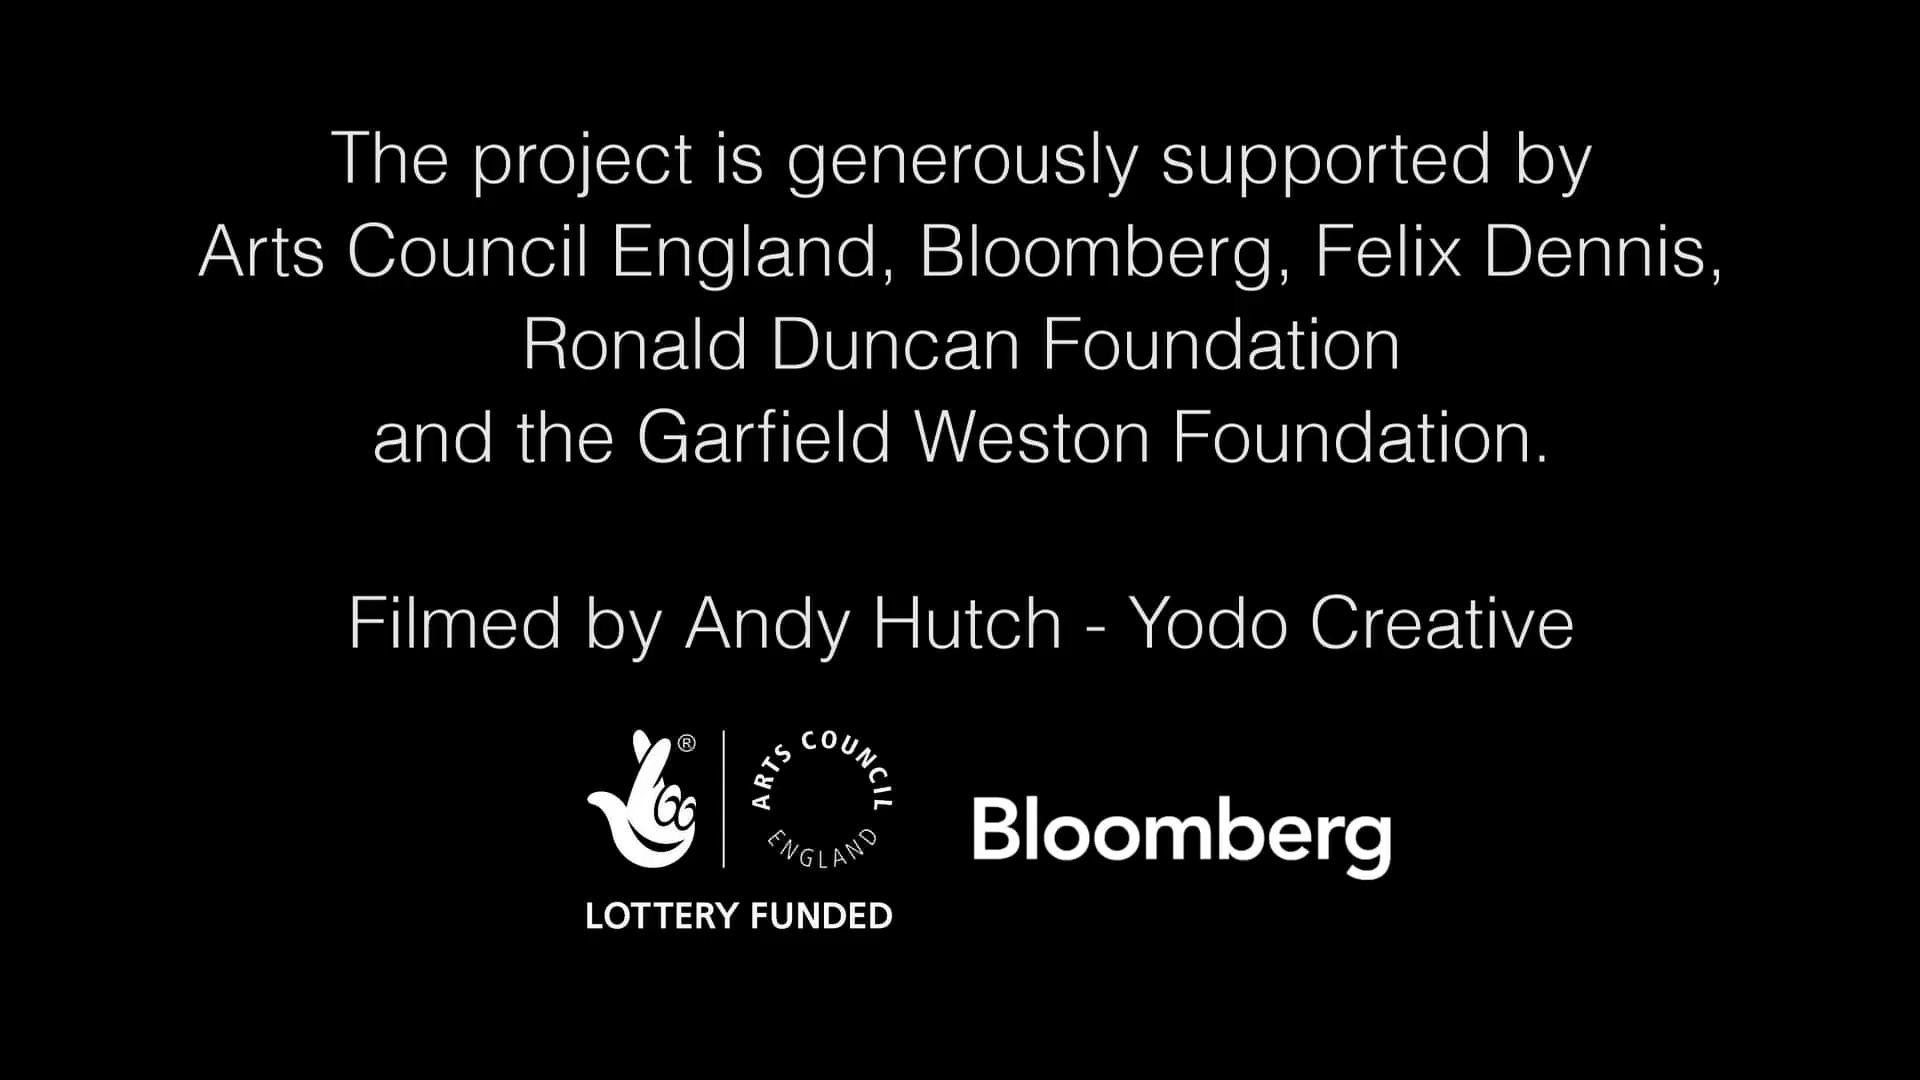 The project is generously supported by
Arts Council England, Bloomberg, Felix Dennis,
Ronald Duncan Foundation
and the Garfield Weston Foundation.
Filmed by Andy Hutch - Yodo Creative
®
ARTS COUNCIL
ENGLAND
Bloomberg
LOTTERY FUNDED